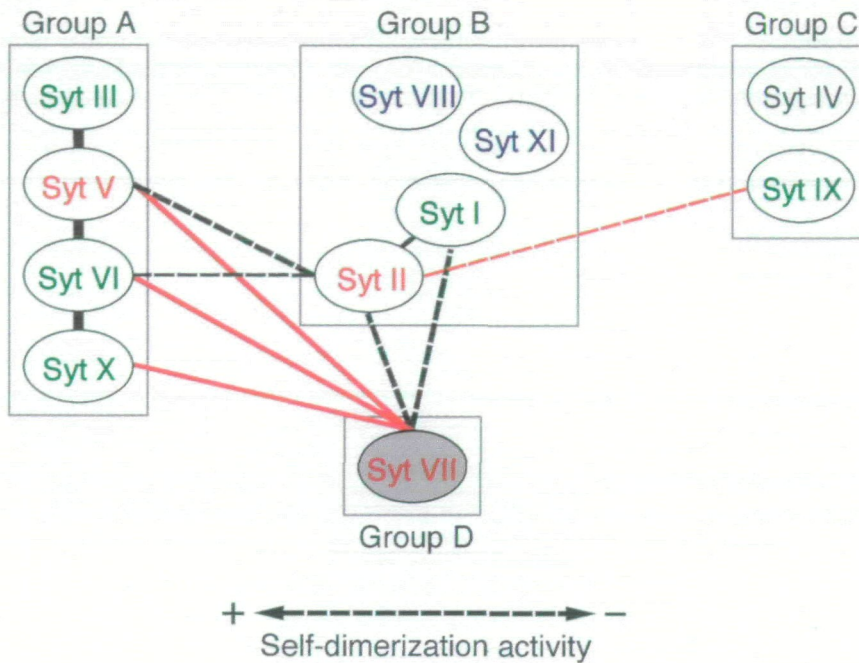 Group A
Group B
Group C
Syt III
Syt V
Syt VI
Syt X
Syt VIII
Syt XI
Syt I
Syt II
Syt IV
Syt IX
Syt VII
Group D
+ −
Self-dimerization activity